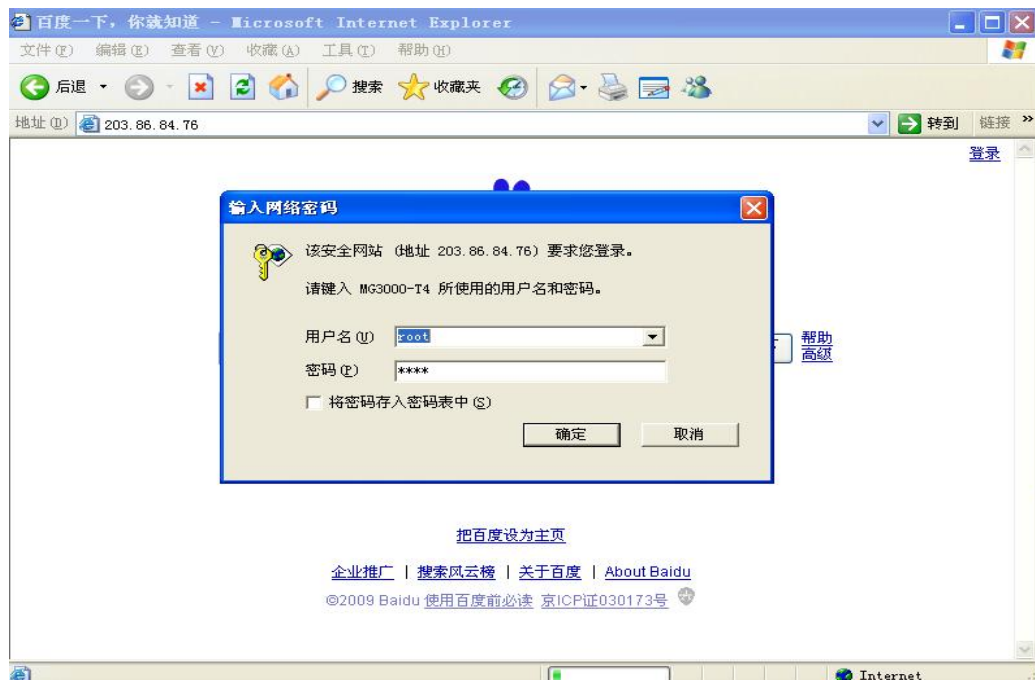 百度一下，你就知道 - Microsoft Internet Explorer
文件(F) 编辑(E) 查看(V) 收藏(A) 工具(T) 帮助(H)
后退 搜索 收藏夹
地址(D) 203.86.84.76 转到 链接 »
登录
输入网络密码
该安全网站 (地址 203.86.84.76) 要求您登录。
请键入 MG3000-T4 所使用的用户名和密码。
用户名(U) root
帮助
高级
密码(P) ****
将密码存入密码表中(S)
确定 取消
把百度设为主页
企业推广 | 搜索风云榜 | 关于百度 | About Baidu
©2009 Baidu 使用百度前必读 京ICP证030173号
Internet